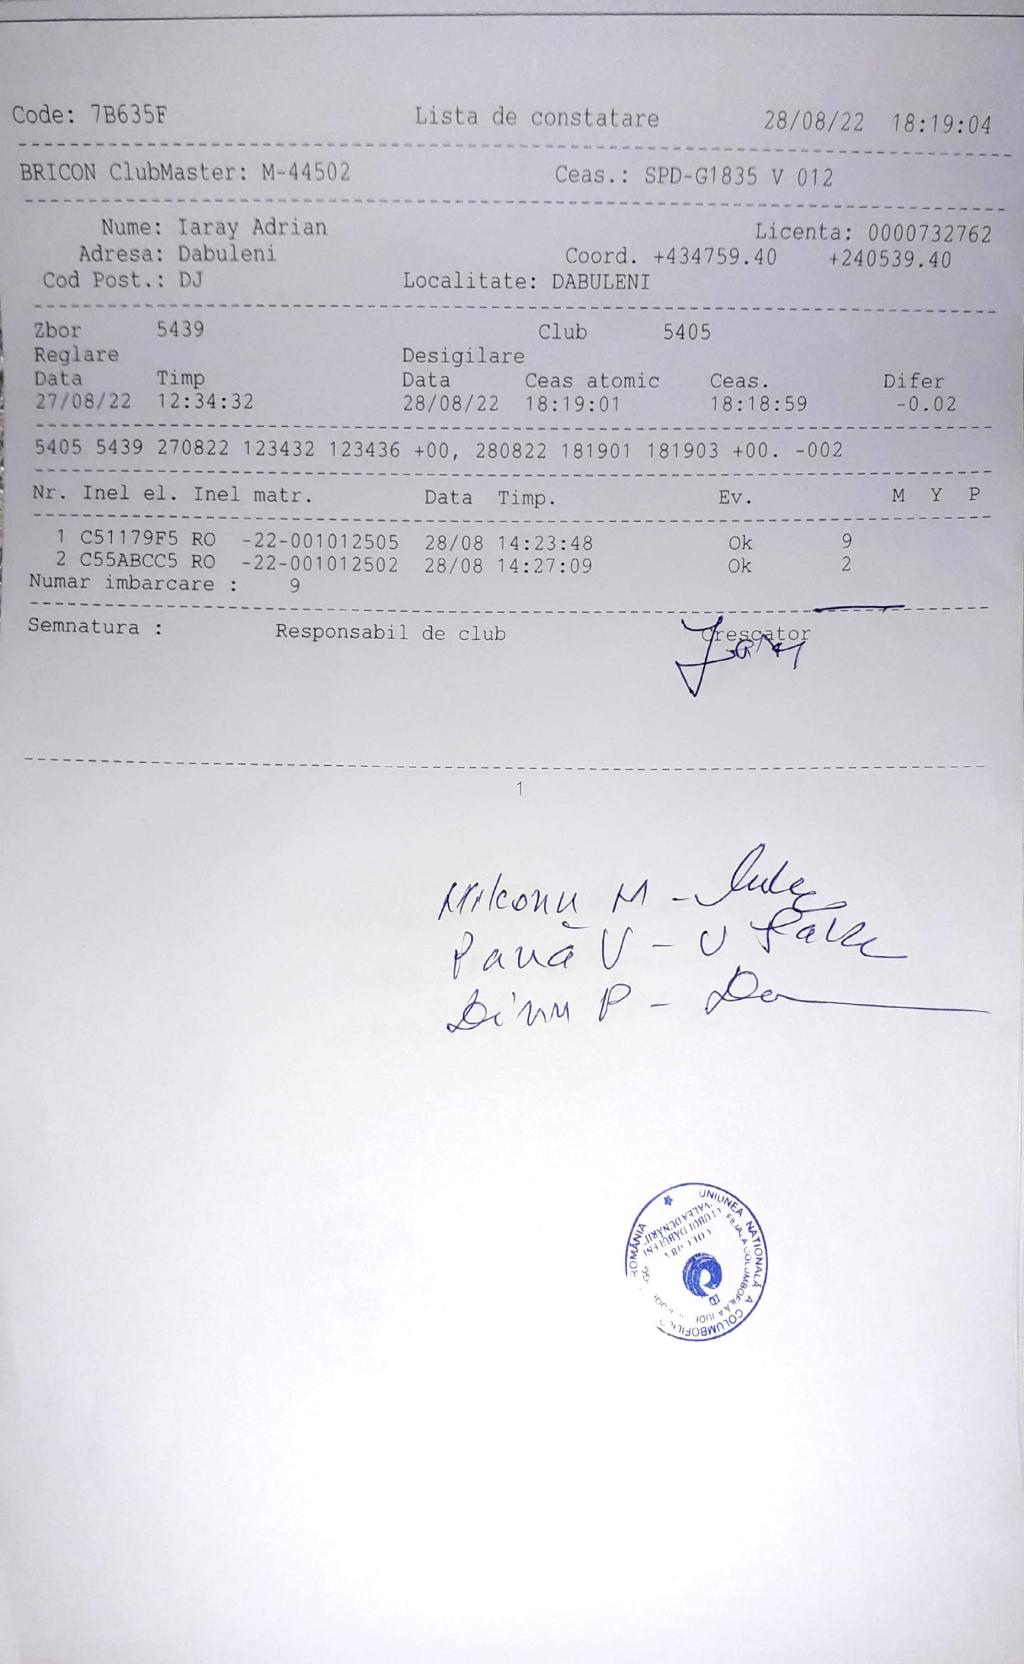 Code: 7B635F Lista de constatare 28/08/22 18:19:04
BRICON ClubMaster: M-44502 Ceas.: SPD-G1835 V 012
Nume: Iaray Adrian Licenta: 0000732762
Adresa: Dabuleni Coord. +434759.40 +240539.40
Cod Post.: DJ Localitate: DABULENI
Zbor 5439 Club 5405
Reglare Desigilare
Data Timp Data Ceas atomic Ceas. Difer
27/08/22 12:34:32 28/08/22 18:19:01 18:18:59 -0.02
5405 5439 270822 123432 123436 +00, 280822 181901 181903 +00. -002
Nr. Inel el. Inel matr. Data Timp. Ev. M Y P
1 C51179F5 RO -22-001012505 28/08 14:23:48 Ok 9
2 C55ABCC5 RO -22-001012502 28/08 14:27:09 Ok 2
Numar imbarcare : 9
Semnatura : Responsabil de club Crescator
1
M -
Pană V -
Dinu P -
UNIUNEA NATIONALĂ A
ROMÂNIA